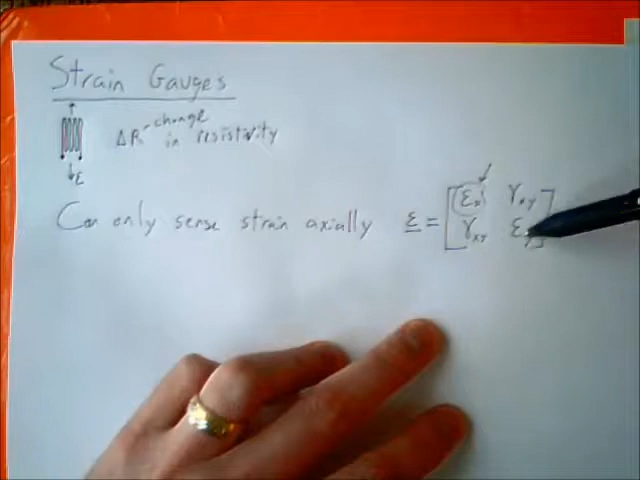 Strain Gauges
ΔR - change
in resistivity
ε
Can only sense strain axially ε = [ εx γxy
γxy εy ]